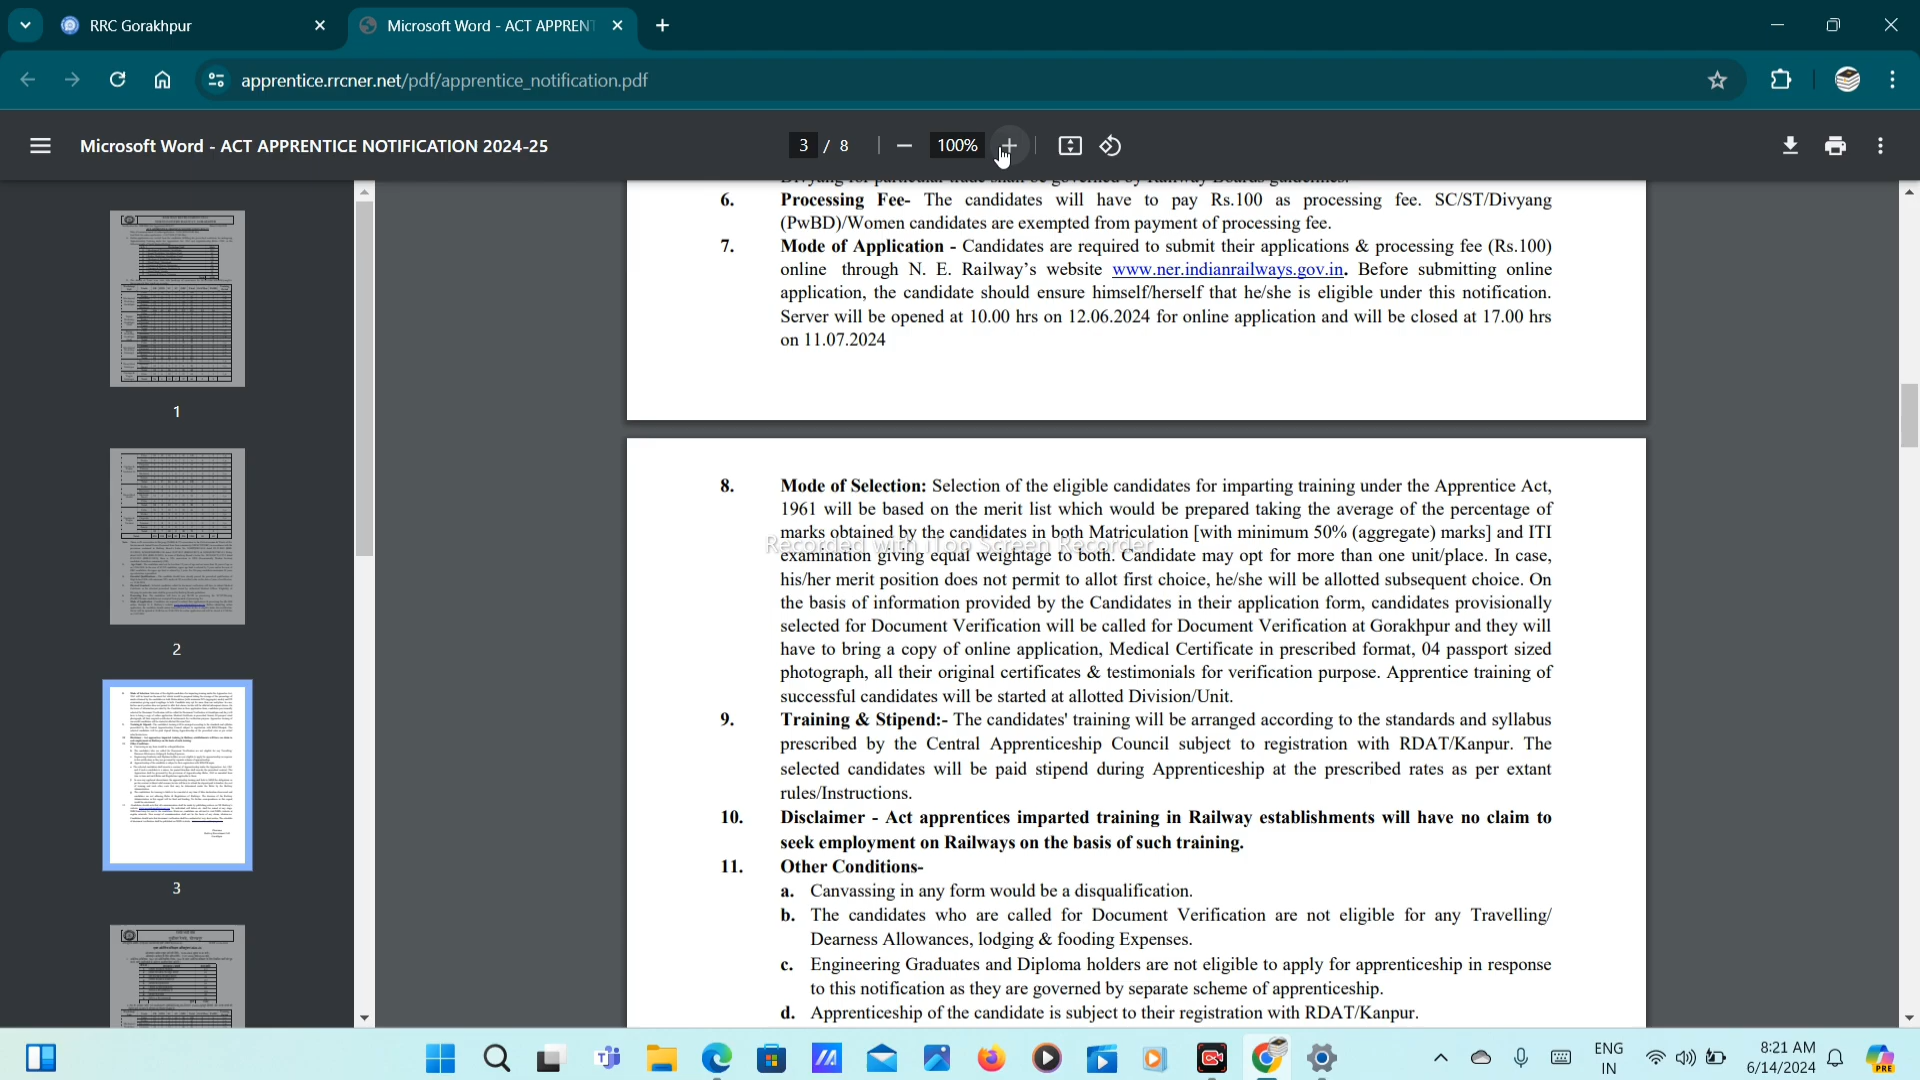 RRC Gorakhpur
Microsoft Word - ACT APPREN
apprentice.rrcner.net/pdf/apprentice_notification.pdf
Microsoft Word - ACT APPRENTICE NOTIFICATION 2024-25
3 / 8
100%
6. Processing Fee- The candidates will have to pay Rs.100 as processing fee. SC/ST/Divyang
(PwBD)/Women candidates are exempted from payment of processing fee.
7. Mode of Application - Candidates are required to submit their applications & processing fee (Rs.100)
online through N. E. Railway's website www.ner.indianrailways.gov.in. Before submitting online
application, the candidate should ensure himself/herself that he/she is eligible under this notification.
Server will be opened at 10.00 hrs on 12.06.2024 for online application and will be closed at 17.00 hrs
on 11.07.2024
8. Mode of Selection: Selection of the eligible candidates for imparting training under the Apprentice Act,
1961 will be based on the merit list which would be prepared taking the average of the percentage of
marks obtained by the candidates in both Matriculation [with minimum 50% (aggregate) marks] and ITI
Recorded with iTop Screen Recorder
examination giving equal weightage to both. Candidate may opt for more than one unit/place. In case,
his/her merit position does not permit to allot first choice, he/she will be allotted subsequent choice. On
the basis of information provided by the Candidates in their application form, candidates provisionally
selected for Document Verification will be called for Document Verification at Gorakhpur and they will
have to bring a copy of online application, Medical Certificate in prescribed format, 04 passport sized
photograph, all their original certificates & testimonials for verification purpose. Apprentice training of
successful candidates will be started at allotted Division/Unit.
9. Training & Stipend:- The candidates' training will be arranged according to the standards and syllabus
prescribed by the Central Apprenticeship Council subject to registration with RDAT/Kanpur. The
selected candidates will be paid stipend during Apprenticeship at the prescribed rates as per extant
rules/Instructions.
10. Disclaimer - Act apprentices imparted training in Railway establishments will have no claim to
seek employment on Railways on the basis of such training.
11. Other Conditions-
a. Canvassing in any form would be a disqualification.
b. The candidates who are called for Document Verification are not eligible for any Travelling/
Dearness Allowances, lodging & fooding Expenses.
c. Engineering Graduates and Diploma holders are not eligible to apply for apprenticeship in response
to this notification as they are governed by separate scheme of apprenticeship.
d. Apprenticeship of the candidate is subject to their registration with RDAT/Kanpur.
1
2
3
ENG
IN
8:21 AM
6/14/2024
PRE